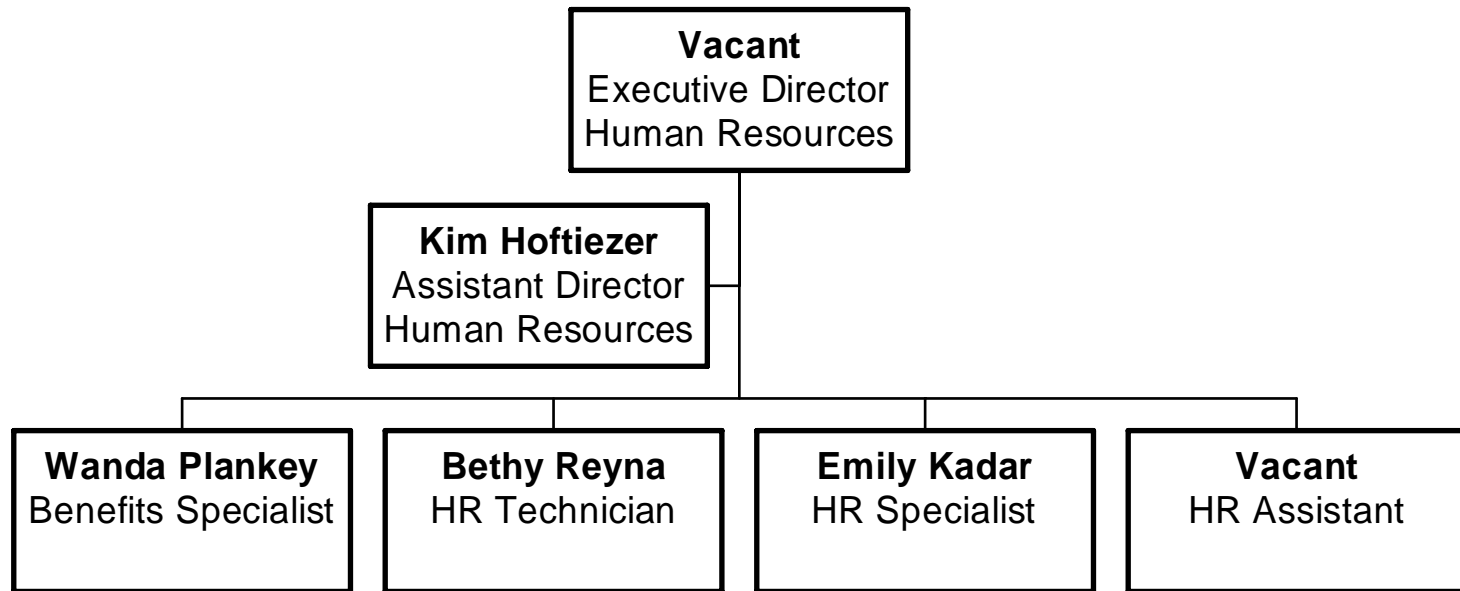 Vacant
Executive Director
Human Resources
Kim Hoftiezer
Assistant Director
Human Resources
Wanda Plankey
Benefits Specialist
Bethy Reyna
HR Technician
Emily Kadar
HR Specialist
Vacant
HR Assistant